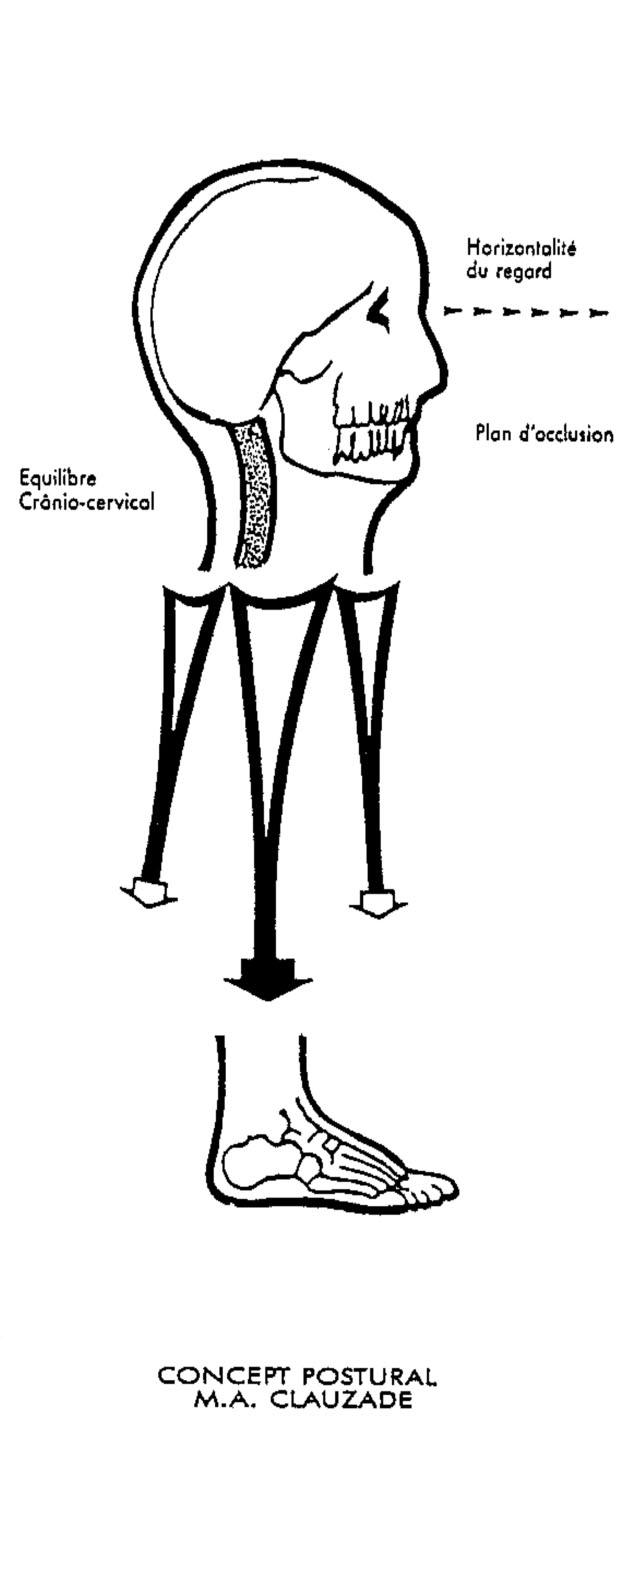 Horizontalité
du regard
Plan d'occlusion
Equilibre
Crânio-cervical
CONCEPT POSTURAL
M.A. CLAUZADE